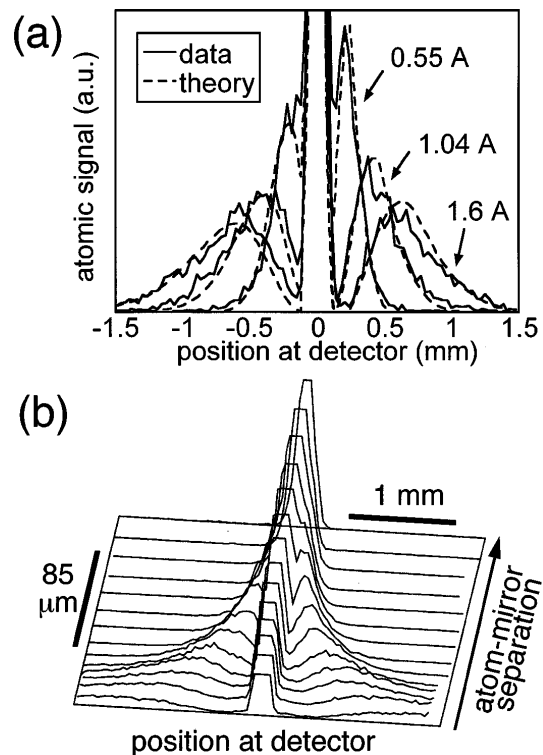 (a)
data
theory
0.55 A
1.04 A
1.6 A
atomic signal (a.u.)
-1.5 -1 -0.5 0 0.5 1 1.5
position at detector (mm)
(b)
1 mm
85
μm
atom-mirror
separation
position at detector